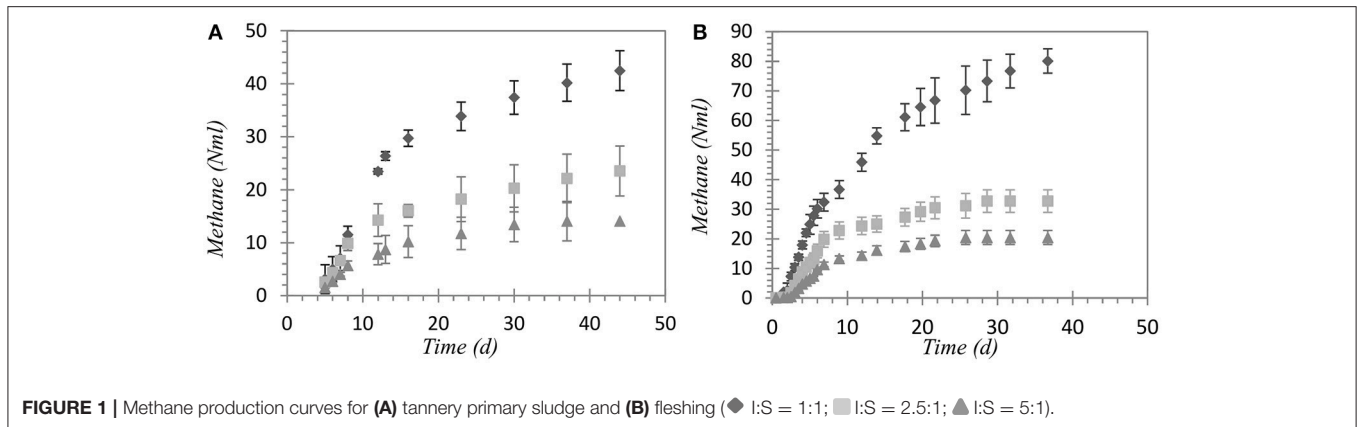 A
50
40
30
20
10
0
Methane (Nml)
0 10 20 30 40 50
Time (d)
B
90
80
70
60
50
40
30
20
10
0
Methane (Nml)
0 10 20 30 40 50
Time (d)
FIGURE 1 | Methane production curves for (A) tannery primary sludge and (B) fleshing (◆ I:S = 1:1; ■ I:S = 2.5:1; ▲ I:S = 5:1).